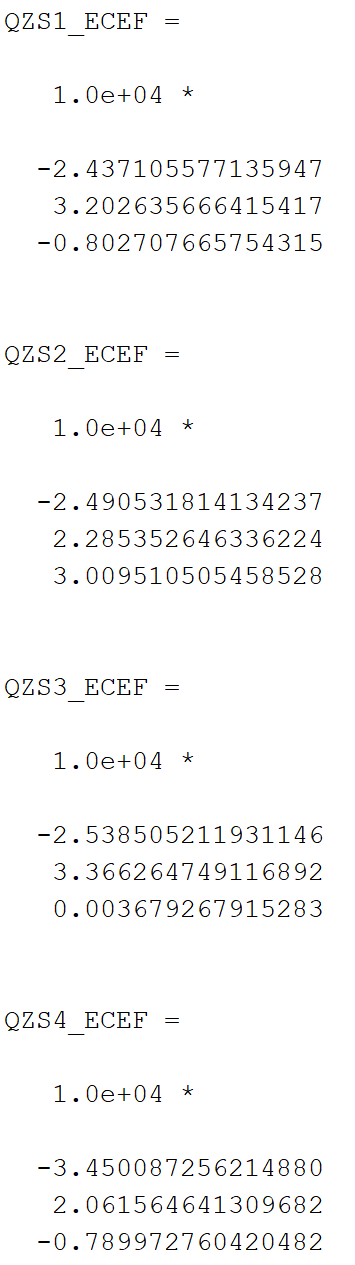 QZS1_ECEF =
1.0e+04 *
-2.437105577135947
3.202635666415417
-0.802707665754315
QZS2_ECEF =
1.0e+04 *
-2.490531814134237
2.285352646336224
3.009510505458528
QZS3_ECEF =
1.0e+04 *
-2.538505211931146
3.366264749116892
0.003679267915283
QZS4_ECEF =
1.0e+04 *
-3.450087256214880
2.061564641309682
-0.789972760420482